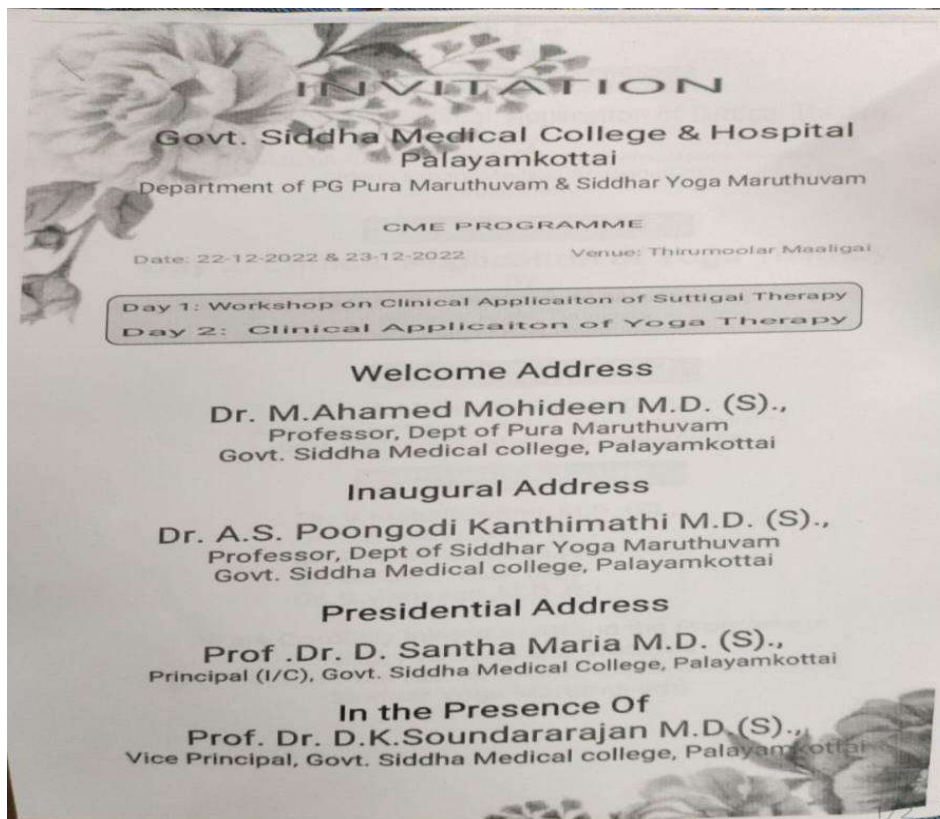 INVITATION
Govt. Siddha Medical College & Hospital
Palayamkottai
Department of PG Pura Maruthuvam & Siddhar Yoga Maruthuvam
CME PROGRAMME
Date: 22-12-2022 & 23-12-2022 Venue: Thirumoolar Maaligai
Day 1: Workshop on Clinical Applicaiton of Suttigai Therapy
Day 2: Clinical Applicaiton of Yoga Therapy
Welcome Address
Dr. M.Ahamed Mohideen M.D. (S).,
Professor, Dept of Pura Maruthuvam
Govt. Siddha Medical college, Palayamkottai
Inaugural Address
Dr. A.S. Poongodi Kanthimathi M.D. (S).,
Professor, Dept of Siddhar Yoga Maruthuvam
Govt. Siddha Medical college, Palayamkottai
Presidential Address
Prof .Dr. D. Santha Maria M.D. (S).,
Principal (I/C), Govt. Siddha Medical College, Palayamkottai
In the Presence Of
Prof. Dr. D.K.Soundararajan M.D.(S).,
Vice Principal, Govt. Siddha Medical college, Palayamkottai